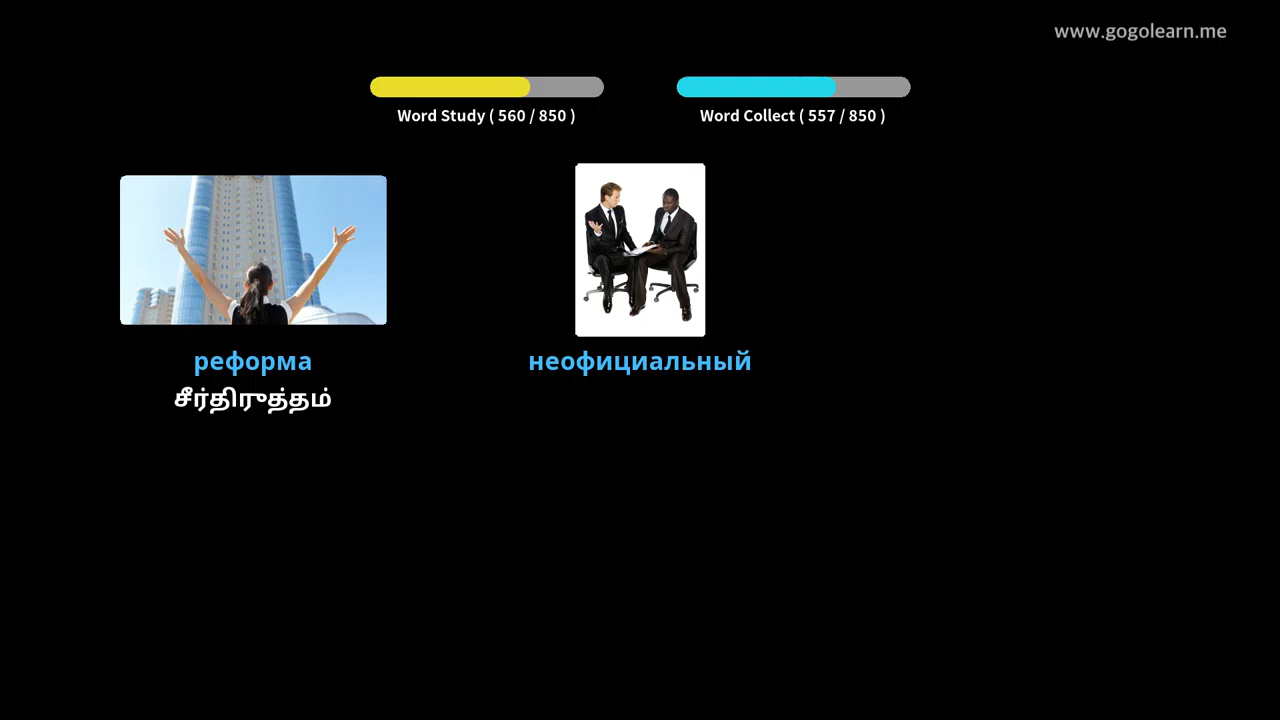 www.gogolearn.me
Word Study ( 560 / 850 )
Word Collect ( 557 / 850 )
реформа
சீர்திருத்தம்
неофициальный